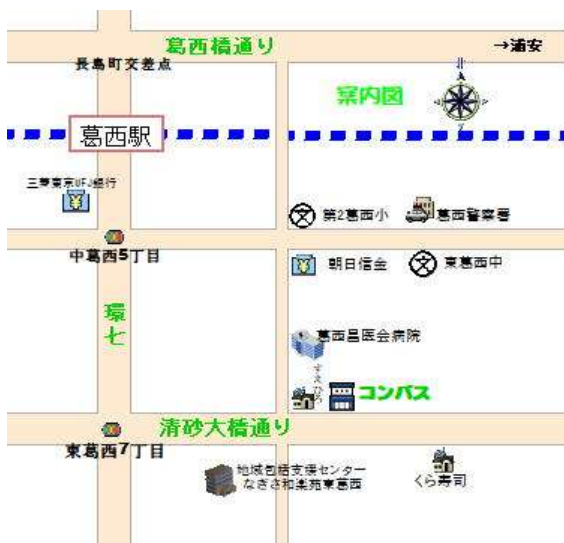 葛西橋通り
→浦安
長島町交差点
案内図
北
葛西駅
三菱東京UFJ銀行
第2葛西小
葛西警察署
中葛西5丁目
朝日信金
東葛西中
環七
葛西昌医会病院
すえひろ
コンパス
清砂大橋通り
東葛西7丁目
地域包括支援センター
なぎさ和楽苑東葛西
くら寿司